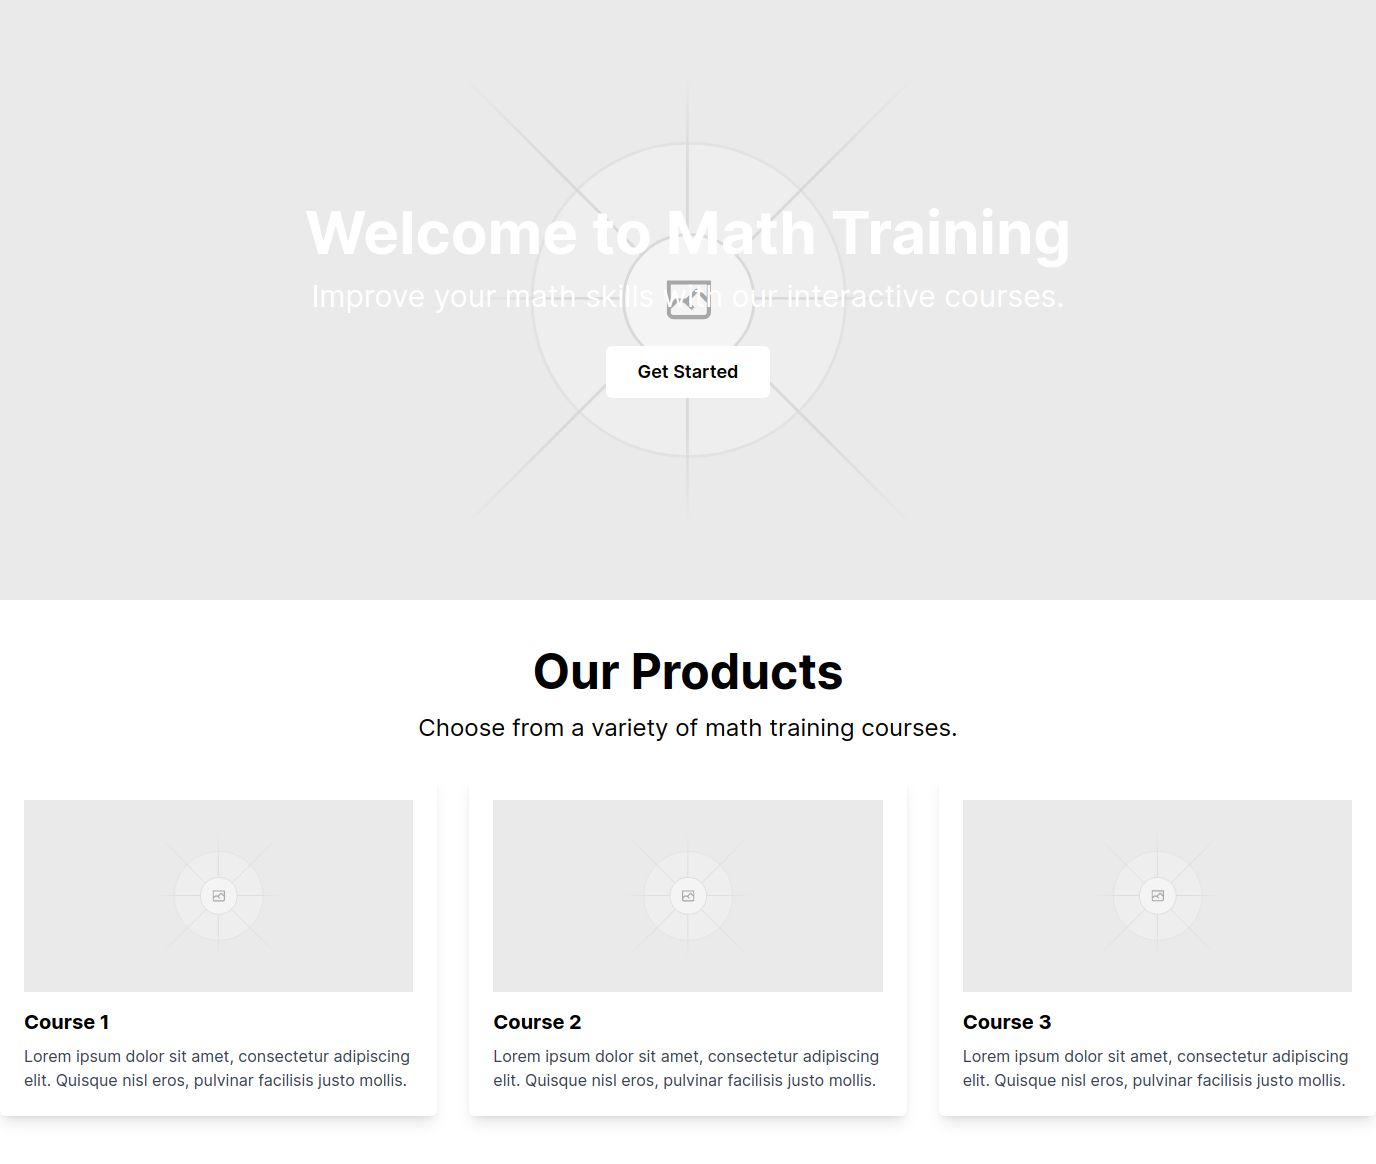 Welcome to Math Training
Improve your math skills with our interactive courses.
Get Started
Our Products
Choose from a variety of math training courses.
Course 1
Lorem ipsum dolor sit amet, consectetur adipiscing
elit. Quisque nisl eros, pulvinar facilisis justo mollis.
Course 2
Lorem ipsum dolor sit amet, consectetur adipiscing
elit. Quisque nisl eros, pulvinar facilisis justo mollis.
Course 3
Lorem ipsum dolor sit amet, consectetur adipiscing
elit. Quisque nisl eros, pulvinar facilisis justo mollis.